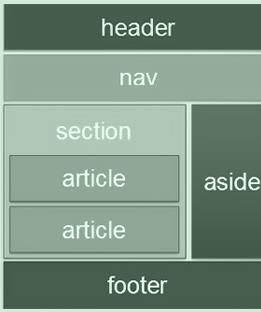 header
nav
section
article
aside
article
footer